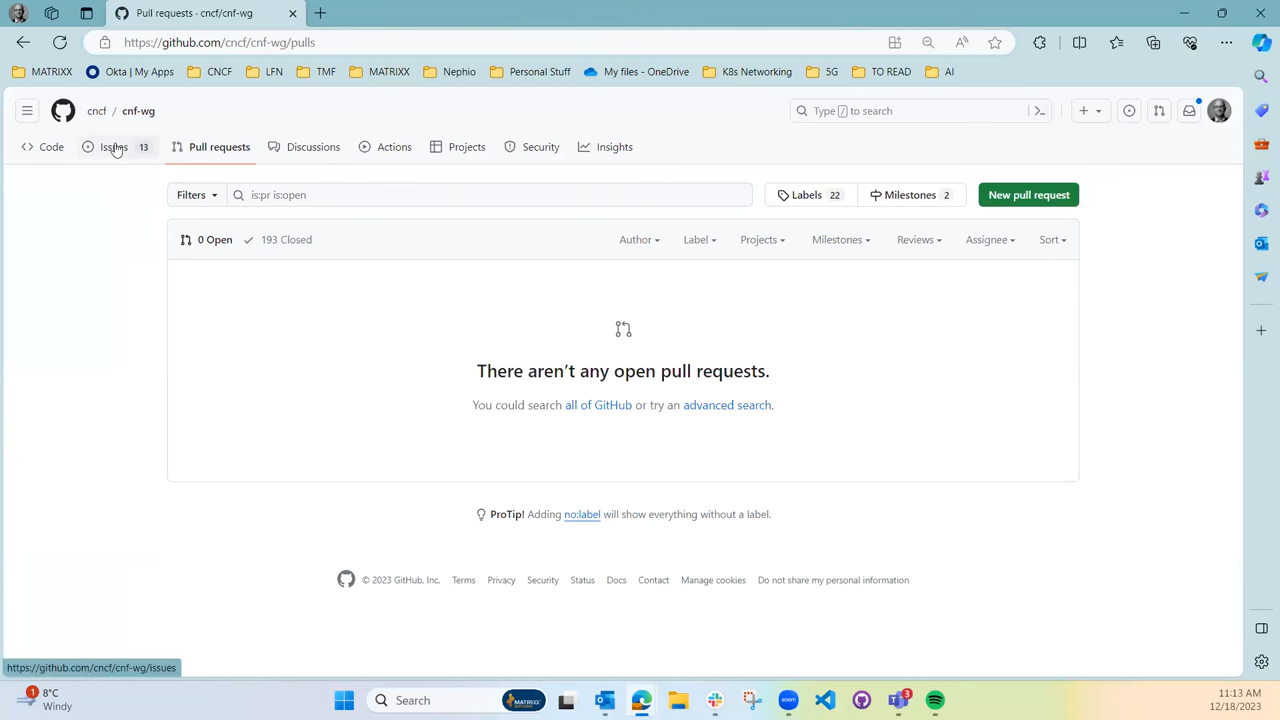 Pull requests · cncf/cnf-wg
https://github.com/cncf/cnf-wg/pulls
MATRIXX Okta | My Apps CNCF LFN TMF MATRIXX Nephio Personal Stuff My files - OneDrive K8s Networking 5G TO READ AI
cncf / cnf-wg Type / to search
Code Issues 13 Pull requests Discussions Actions Projects Security Insights
Filters is:pr is:open Labels 22 Milestones 2 New pull request
0 Open 193 Closed Author Label Projects Milestones Reviews Assignee Sort
There aren't any open pull requests.
You could search all of GitHub or try an advanced search.
ProTip! Adding no:label will show everything without a label.
© 2023 GitHub, Inc. Terms Privacy Security Status Docs Contact Manage cookies Do not share my personal information
https://github.com/cncf/cnf-wg/issues
1 8°C
Windy
Search MATRIXX 3
11:13 AM
12/18/2023